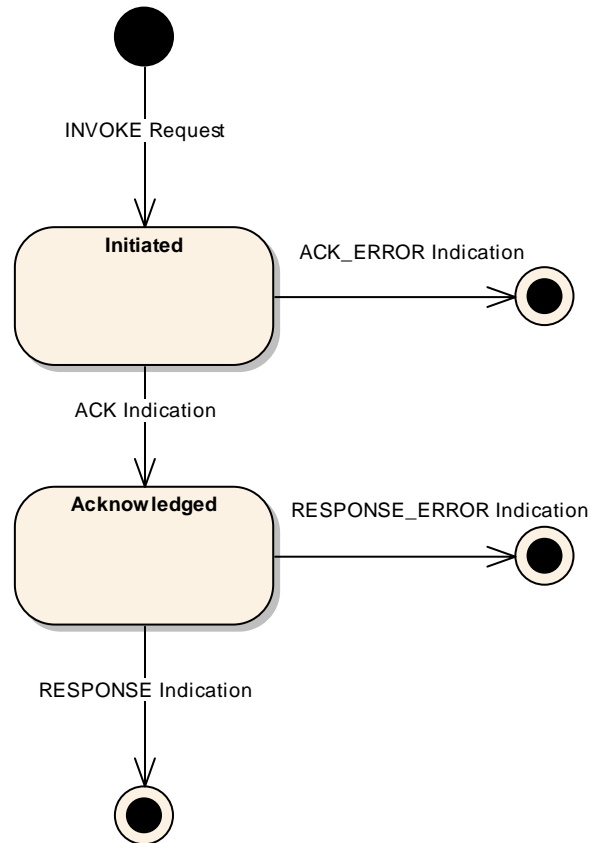 INVOKE Request
Initiated
ACK_ERROR Indication
ACK Indication
Acknowledged
RESPONSE_ERROR Indication
RESPONSE Indication